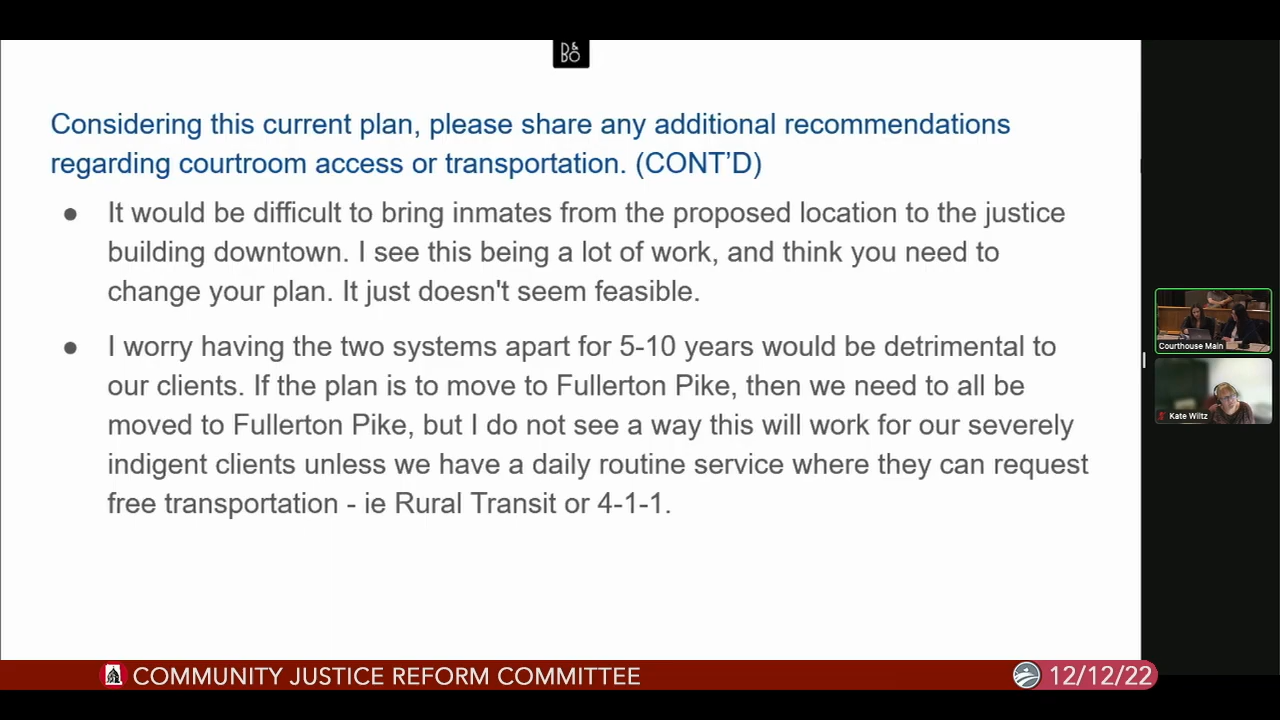 D&
BO
Considering this current plan, please share any additional recommendations
regarding courtroom access or transportation. (CONT'D)
● It would be difficult to bring inmates from the proposed location to the justice
building downtown. I see this being a lot of work, and think you need to
change your plan. It just doesn't seem feasible.
● I worry having the two systems apart for 5-10 years would be detrimental to
our clients. If the plan is to move to Fullerton Pike, then we need to all be
moved to Fullerton Pike, but I do not see a way this will work for our severely
indigent clients unless we have a daily routine service where they can request
free transportation - ie Rural Transit or 4-1-1.
Courthouse Main
Kate Wiltz
COMMUNITY JUSTICE REFORM COMMITTEE
12/12/22